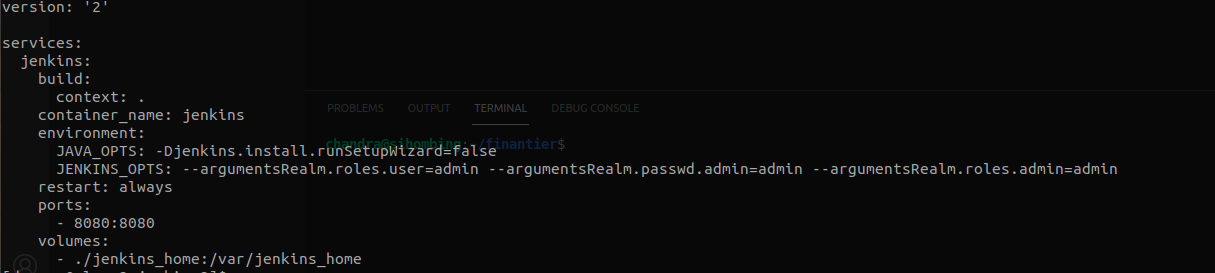 version: '2'

services:
  jenkins:
    build:
      context: .
    container_name: jenkins
    environment:
      JAVA_OPTS: -Djenkins.install.runSetupWizard=false
      JENKINS_OPTS: --argumentsRealm.roles.user=admin --argumentsRealm.passwd.admin=admin --argumentsRealm.roles.admin=admin
    restart: always
    ports:
      - 8080:8080
    volumes:
      - ./jenkins_home:/var/jenkins_home
PROBLEMS OUTPUT TERMINAL DEBUG CONSOLE
chandra@sihombing:~/finantier$